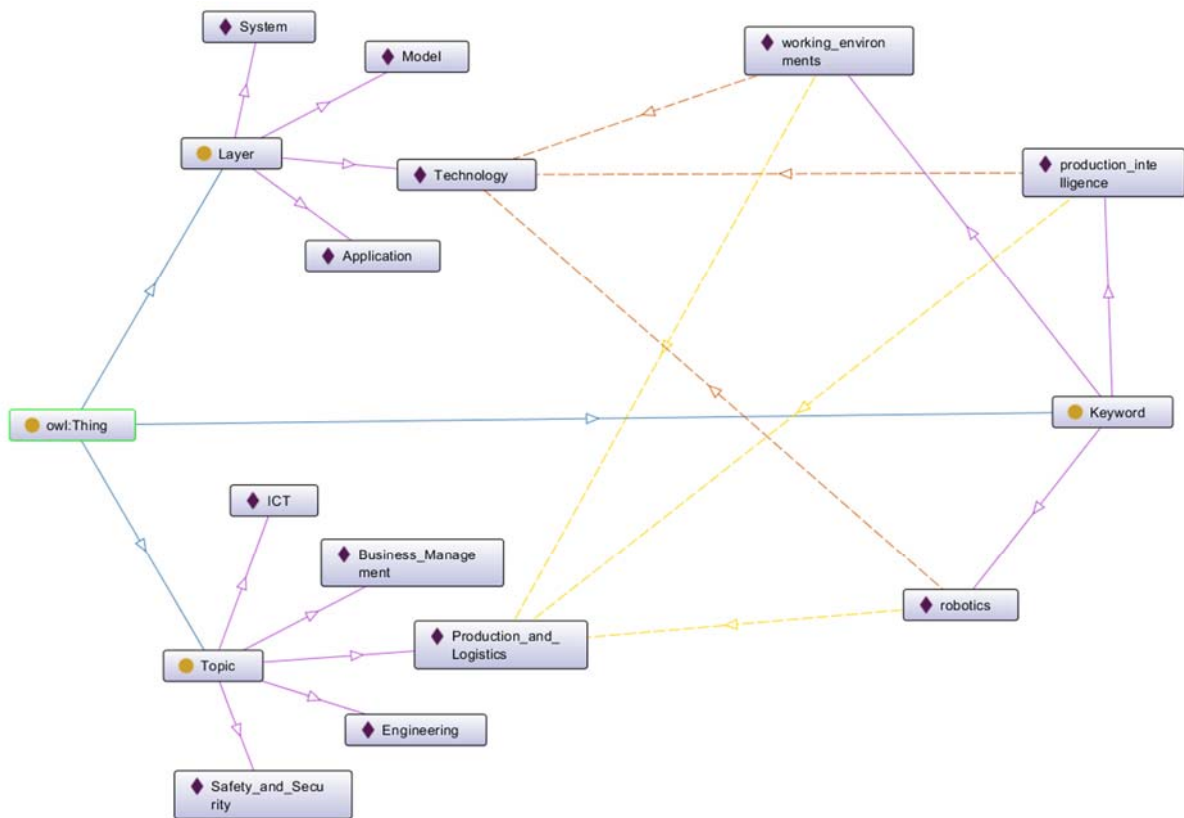 System
Model
working_environ
ments
Layer
production_inte
lligence
Technology
Application
owl:Thing
Keyword
ICT
Business_Manage
ment
robotics
Production_and_
Logistics
Topic
Engineering
Safety_and_Secu
rity